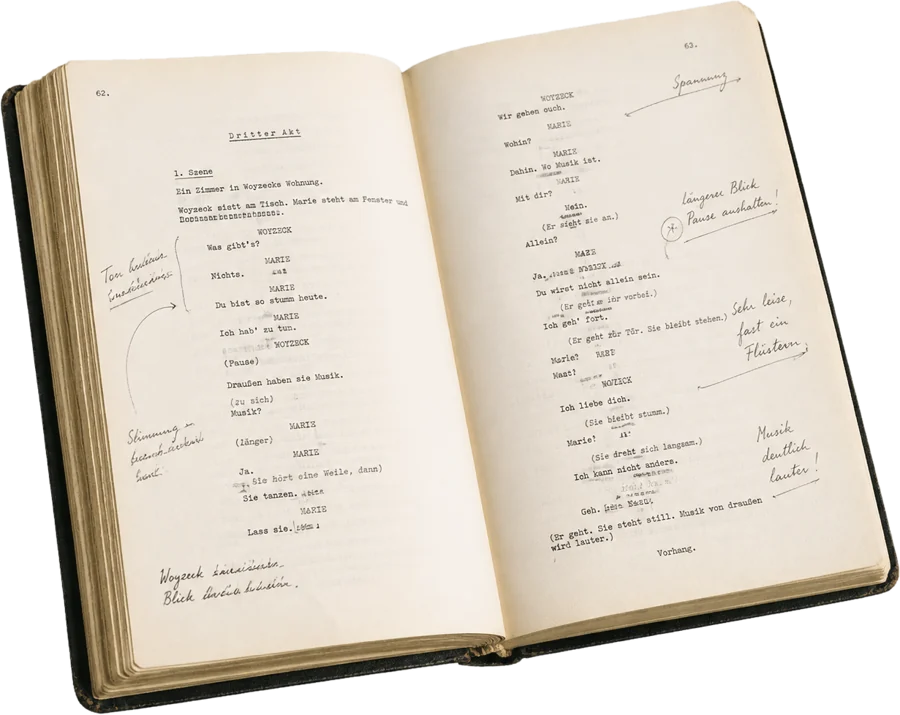 62.
Dritter Akt
1. Szene
Ein Zimmer in Woyzecks Wohnung.
Woyzeck sistt am Tisch. Marie steht am Fenster und
WOYZECK
Was gibt's?
MARIE
Nichts.
MARIE
Du bist so stumm heute.
MARIE
Ich hab' zu tun.
WOYZECK
(Pause)
Draußen haben sie Musik.
(zu sich)
Musik?
MARIE
(länger)
MARIE
Ja.
Sie hört eine Weile, dann)
Sie tanzen.
MARIE
Lass sie.
Ton
Stimmung
Woyzeck
Blick
63.
WOYZECK
Wir gehen auch.
MARIE
Wohin?
MARIE
Dahin. Wo Musik ist.
MARIE
Mit dir?
Nein.
(Er sieht sie an.)
Allein?
Ja.
Du wirst nicht allein sein.
(Er geht an ihr vorbei.)
Ich geh' fort.
(Er geht zur Tür. Sie bleibt stehen.)
Marie?
Ich liebe dich.
(Sie bleibt stumm.)
Marie?
(Sie dreht sich langsam.)
Ich kann nicht anders.
Geh.
(Er geht. Sie steht still. Musik von draußen
wird lauter.)
Vorhang.
Spannung
längerer Blick
Pause aushalten!
Sehr leise,
fast ein
Flüstern.
Musik
deutlich
lauter!